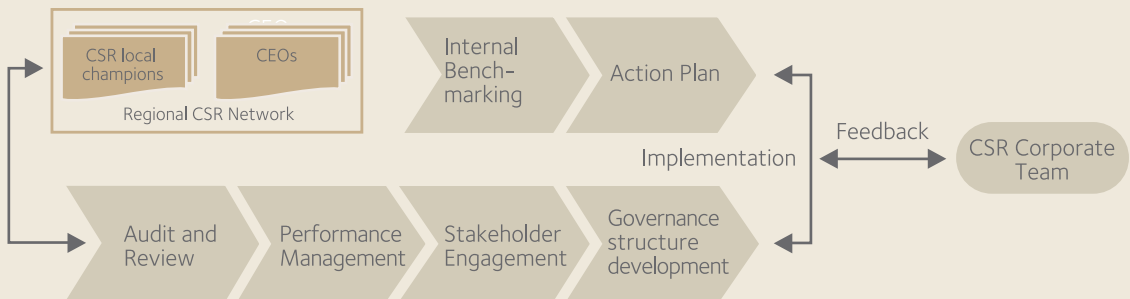 CSR local
champions
CEOs
Regional CSR Network
Internal
Bench-
marking
Action Plan
Implementation
Feedback
CSR Corporate
Team
Audit and
Review
Performance
Management
Stakeholder
Engagement
Governance
structure
development